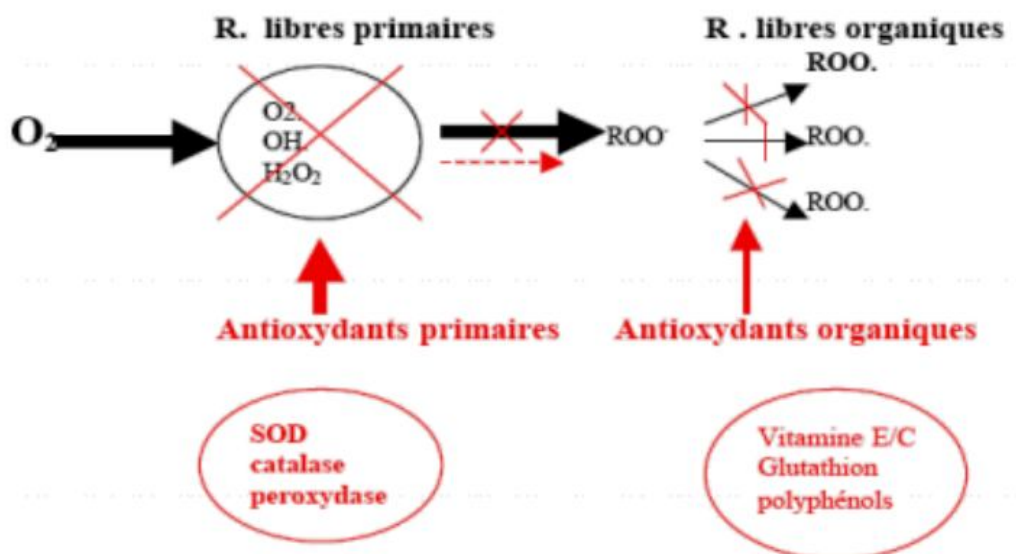 R. libres primaires
R . libres organiques
ROO.
O₂
O2.
OH.
H₂O₂
ROO·
ROO.
ROO.
Antioxydants primaires
Antioxydants organiques
SOD
catalase
peroxydase
Vitamine E/C
Glutathion
polyphénols